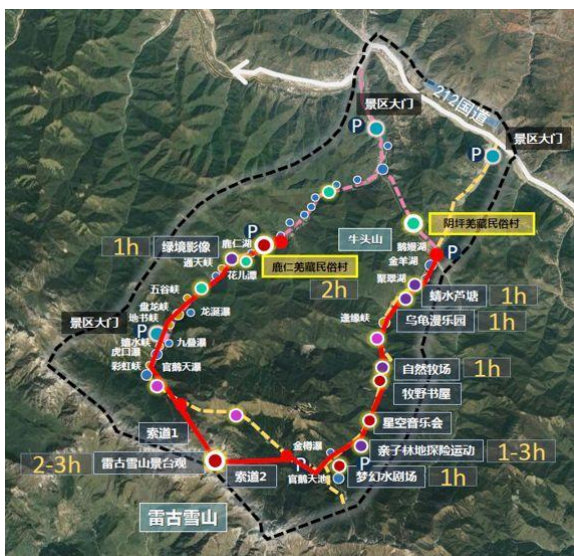 212国道
景区大门
P
景区大门
P
阴坪羌藏民俗村
鹅嫚湖
牛头山
金羊湖
P
聚翠湖
蜻水芦塘
1h
乌龟漫乐园
1h
逢缘峡
自然牧场
1h
牧野书屋
星空音乐会
亲子林地探险运动
1-3h
P
梦幻水剧场
1h
金樽瀑
官鹅天池
索道2
雷古雪山景台观
2-3h
索道1
雷古雪山
P
鹿仁湖
绿境影像
1h
通天峡
花儿瀑
鹿仁羌藏民俗村
2h
五谷峡
盘龙峡
龙涎瀑
地书峡
景区大门
P
九叠瀑
虎口瀑
官鹅天瀑
彩虹峡